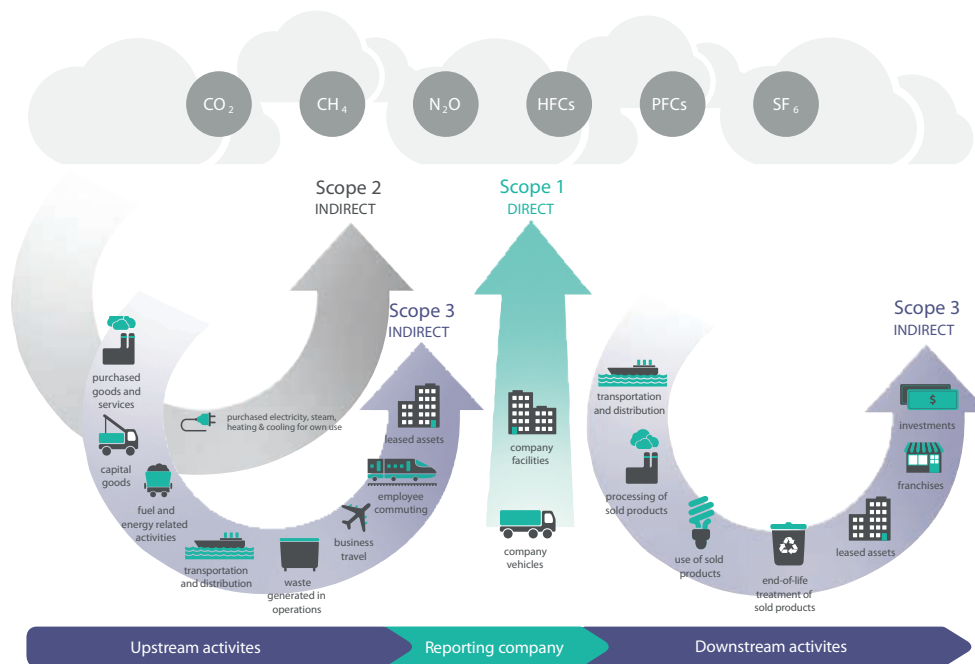 CO2
CH4
N2O
HFCs
PFCs
SF6
Scope 2
INDIRECT
Scope 1
DIRECT
Scope 3
INDIRECT
Scope 3
INDIRECT
purchased
goods and
services
capital
goods
fuel and
energy related
activities
purchased electricity, steam,
heating & cooling for own use
transportation
and distribution
waste
generated in
operations
business
travel
employee
commuting
leased assets
company
facilities
company
vehicles
transportation
and distribution
processing of
sold products
use of sold
products
end-of-life
treatment of
sold products
leased assets
franchises
$
investments
Upstream activites
Reporting company
Downstream activites